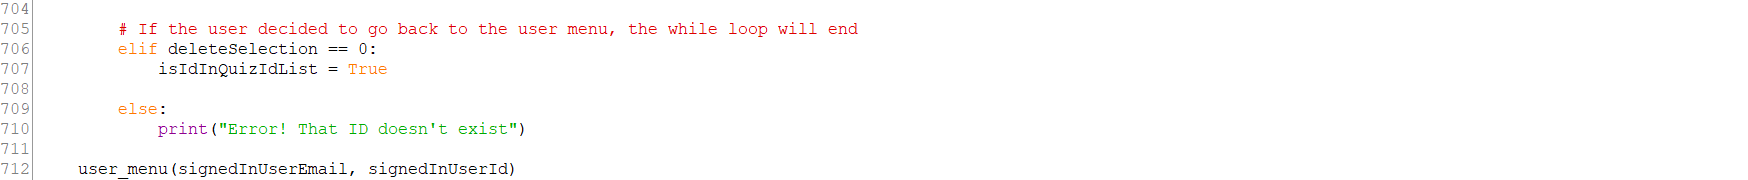 704
705         # If the user decided to go back to the user menu, the while loop will end
706         elif deleteSelection == 0:
707             isIdInQuizIdList = True
708
709         else:
710             print("Error! That ID doesn't exist")
711
712     user_menu(signedInUserEmail, signedInUserId)